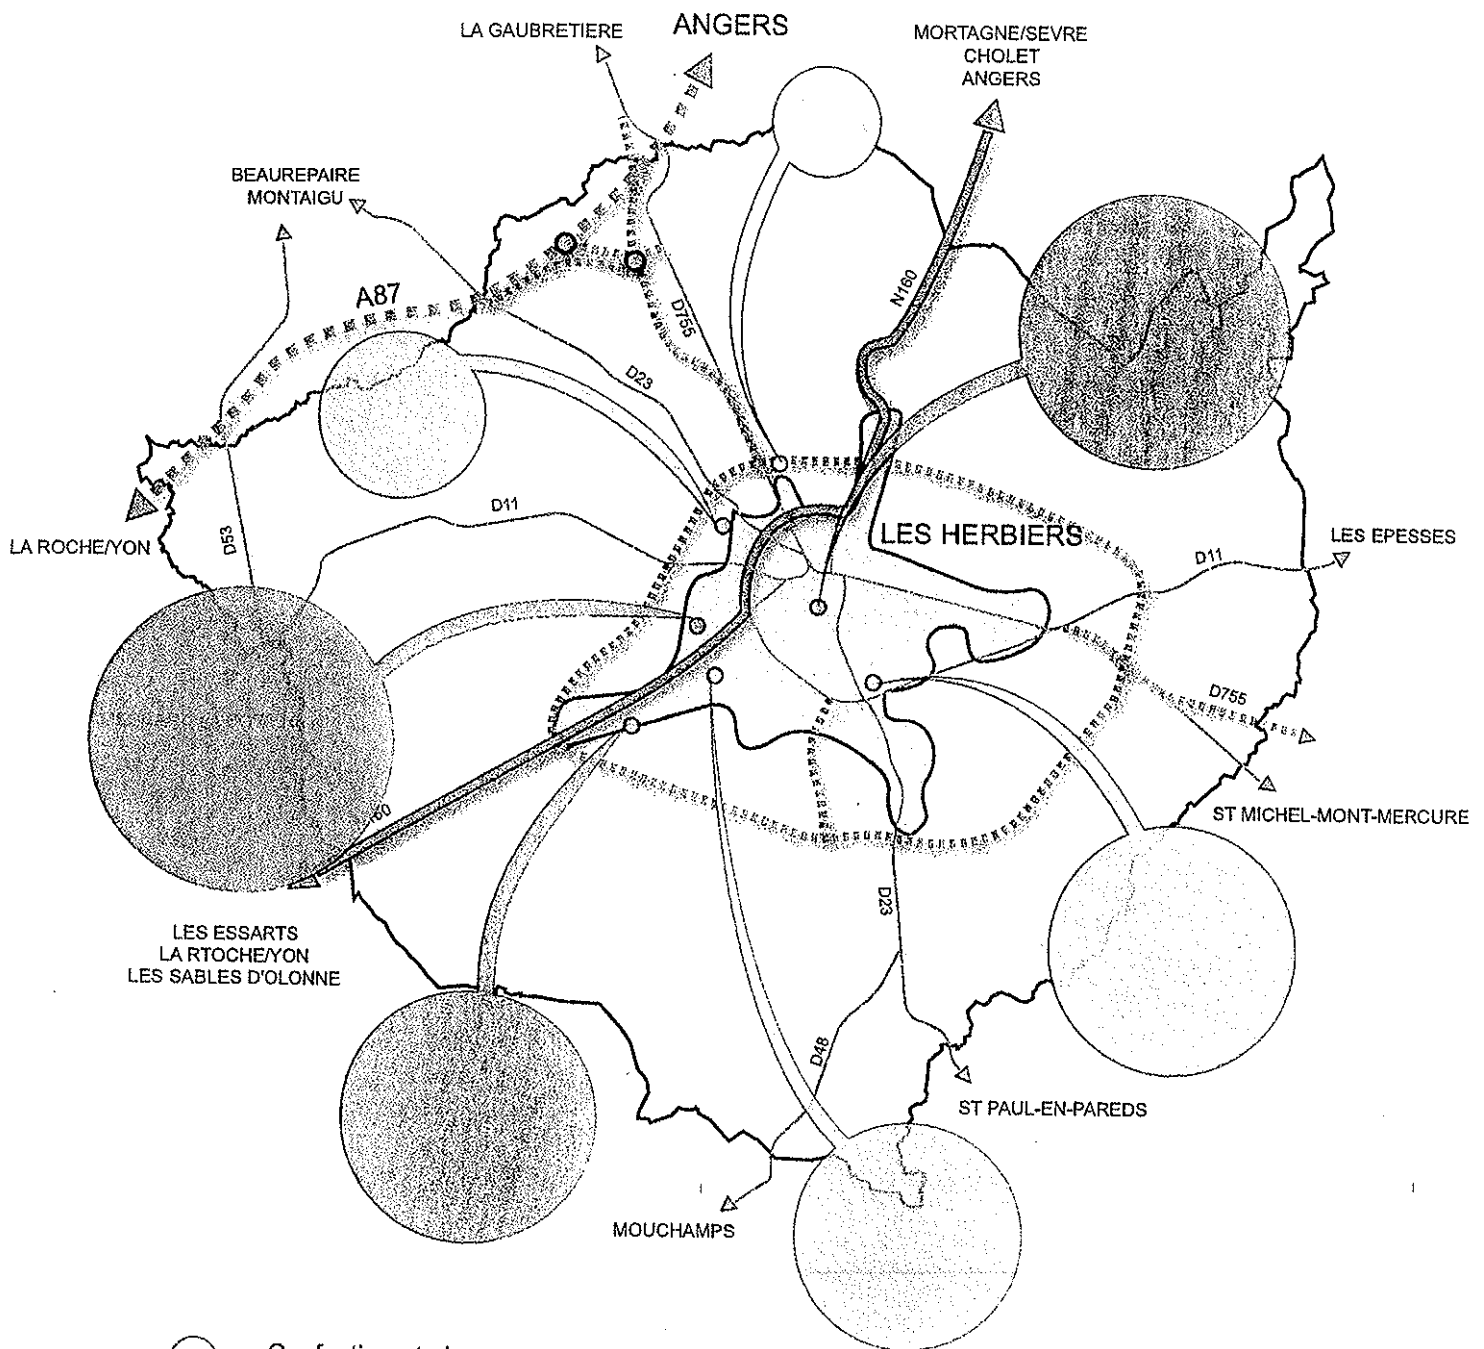 LA GAUBRETIERE
ANGERS
MORTAGNE/SEVRE
CHOLET
ANGERS
BEAUREPAIRE
MONTAIGU
A87
D755
N160
D23
D11
LES HERBIERS
LA ROCHE/YON
D53
D11
LES EPESSES
D755
ST MICHEL-MONT-MERCURE
60
D23
LES ESSARTS
LA RTOCHE/YON
LES SABLES D'OLONNE
D48
ST PAUL-EN-PAREDS
MOUCHAMPS